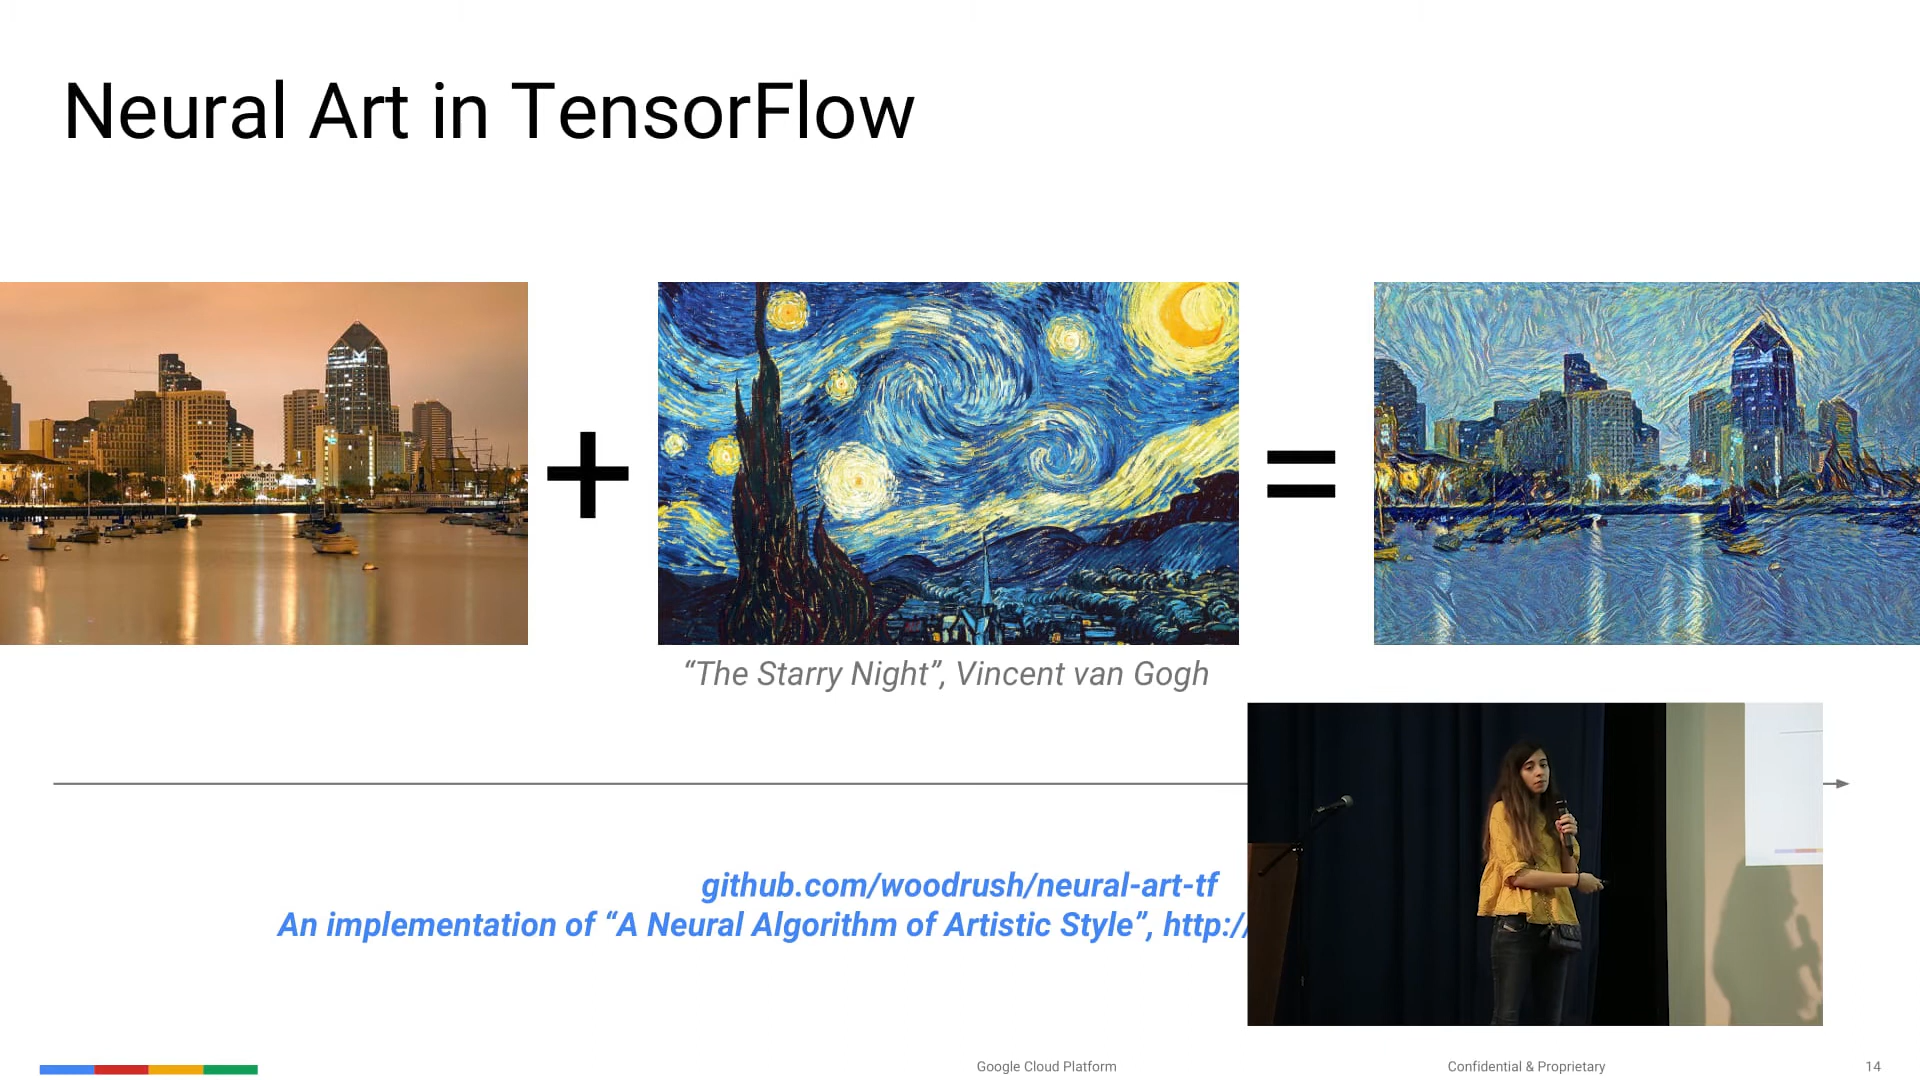 Neural Art in TensorFlow
+
=
“The Starry Night”, Vincent van Gogh
github.com/woodrush/neural-art-tf
An implementation of “A Neural Algorithm of Artistic Style”, http://
Google Cloud Platform
Confidential & Proprietary
14